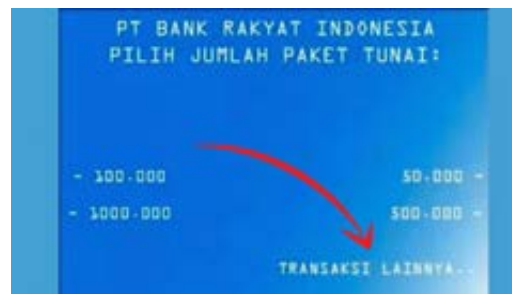 PT BANK RAKYAT INDONESIA
PILIH JUMLAH PAKET TUNAI:
- 100.000 50.000 -
- 1000.000 500.000 -
TRANSAKSI LAINNYA..